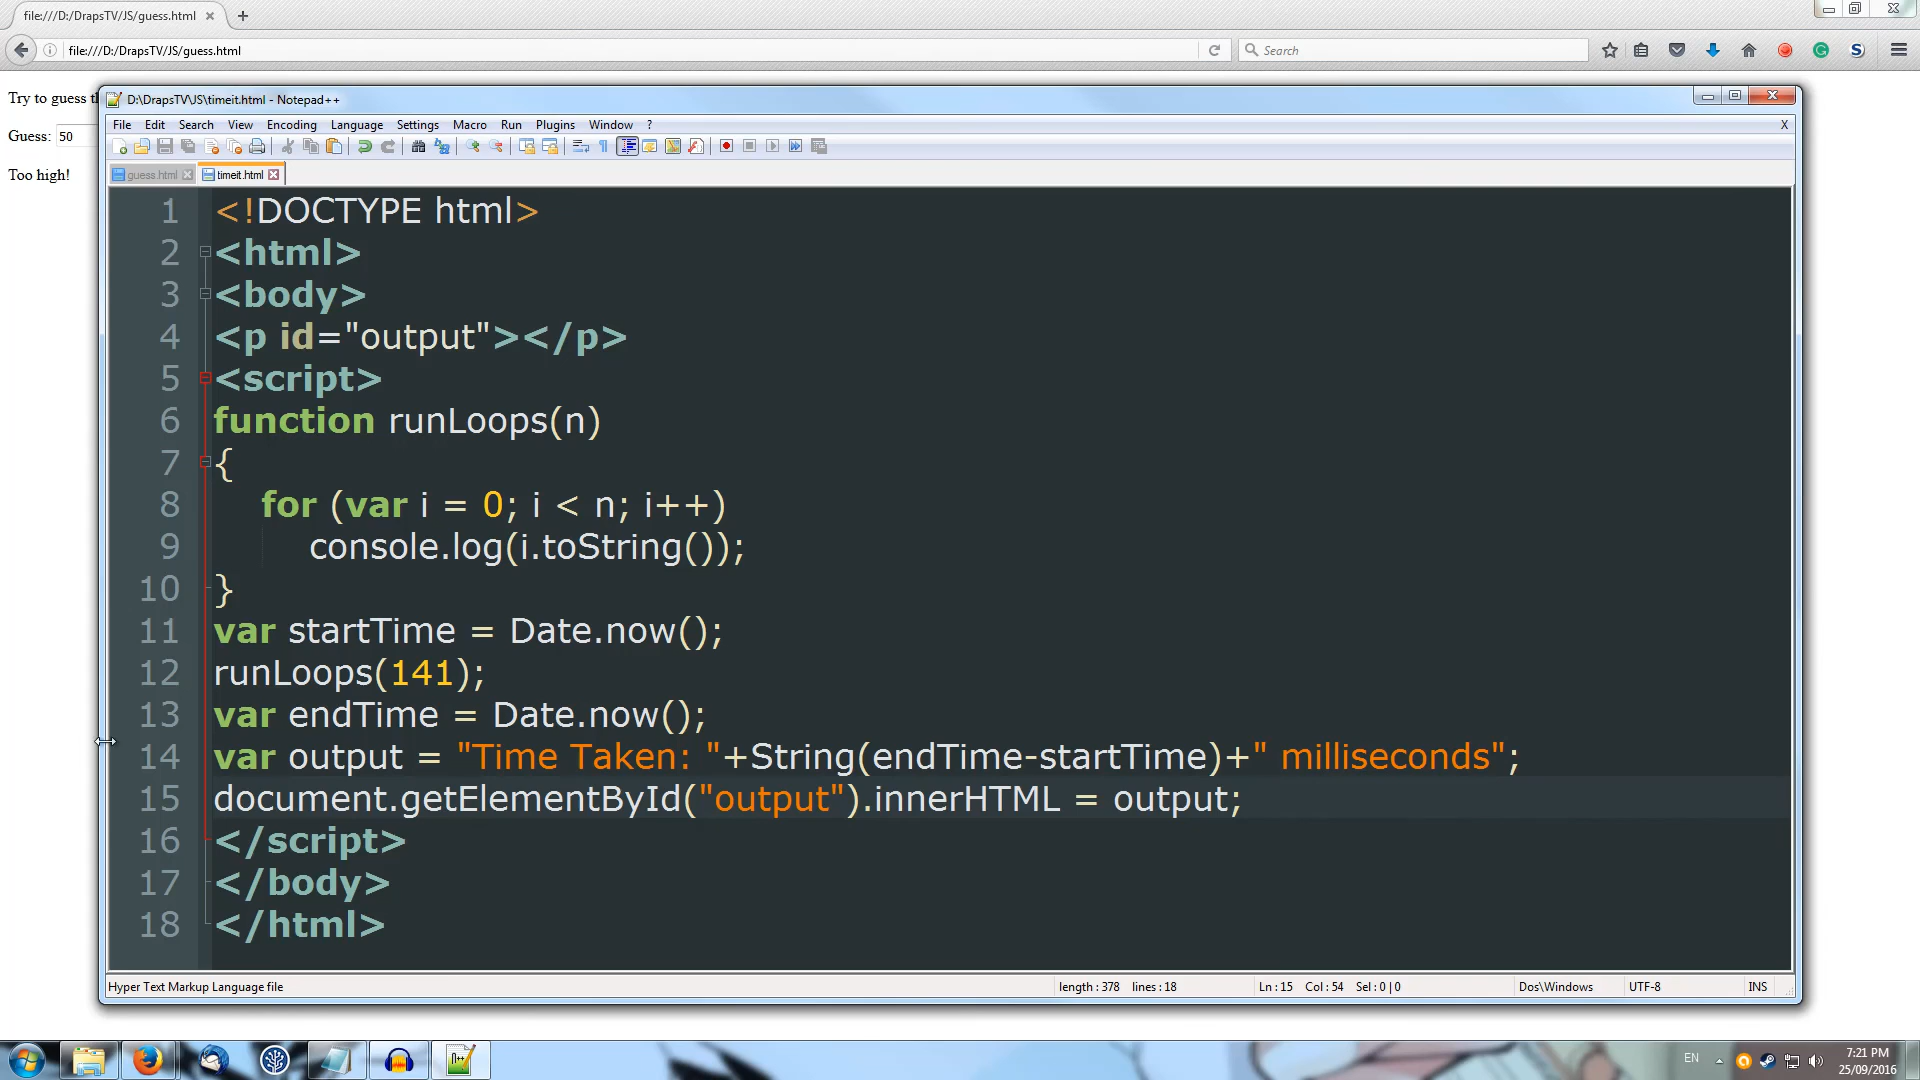 file:///D:/DrapsTV/JS/guess.html
file:///D:/DrapsTV/JS/guess.html
Search
Try to guess th
Guess: 50
Too high!
D:\DrapsTV\JS\timeit.html - Notepad++
File Edit Search View Encoding Language Settings Macro Run Plugins Window ? X
guess.html timeit.html
1 <!DOCTYPE html>
2 <html>
3 <body>
4 <p id="output"></p>
5 <script>
6 function runLoops(n)
7 {
8 for (var i = 0; i < n; i++)
9 console.log(i.toString());
10 }
11 var startTime = Date.now();
12 runLoops(141);
13 var endTime = Date.now();
14 var output = "Time Taken: "+String(endTime-startTime)+" milliseconds";
15 document.getElementById("output").innerHTML = output;
16 </script>
17 </body>
18 </html>
Hyper Text Markup Language file length : 378 lines : 18 Ln : 15 Col : 54 Sel : 0 | 0 Dos\Windows UTF-8 INS
EN
7:21 PM
25/09/2016